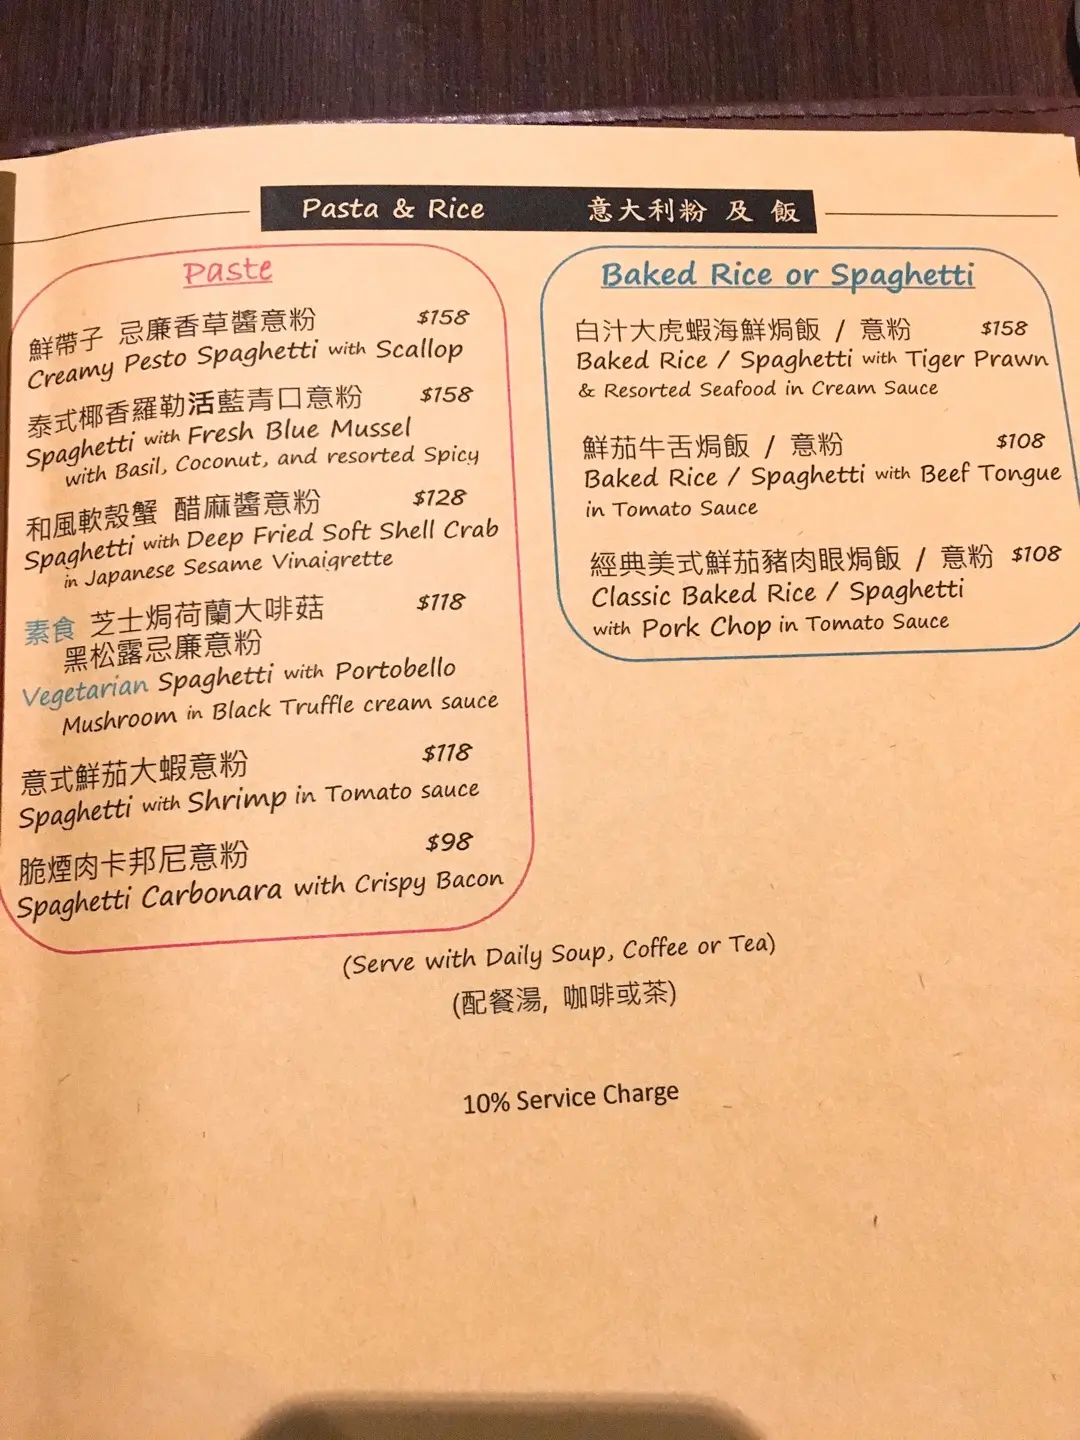 Pasta & Rice 意大利粉 及 飯
Paste
鮮帶子 忌廉香草醬意粉 $158
Creamy Pesto Spaghetti with Scallop
泰式椰香羅勒活藍青口意粉 $158
Spaghetti with Fresh Blue Mussel
with Basil, Coconut, and resorted Spicy
和風軟殼蟹 醋麻醬意粉 $128
Spaghetti with Deep Fried Soft Shell Crab
in Japanese Sesame Vinaigrette
素食 芝士焗荷蘭大啡菇 $118
黑松露忌廉意粉
Vegetarian Spaghetti with Portobello
Mushroom in Black Truffle cream sauce
意式鮮茄大蝦意粉 $118
Spaghetti with Shrimp in Tomato sauce
脆煙肉卡邦尼意粉 $98
Spaghetti Carbonara with Crispy Bacon
Baked Rice or Spaghetti
白汁大虎蝦海鮮焗飯 / 意粉 $158
Baked Rice / Spaghetti with Tiger Prawn
& Resorted Seafood in Cream Sauce
鮮茄牛舌焗飯 / 意粉 $108
Baked Rice / Spaghetti with Beef Tongue
in Tomato Sauce
經典美式鮮茄豬肉眼焗飯 / 意粉 $108
Classic Baked Rice / Spaghetti
with Pork Chop in Tomato Sauce
(Serve with Daily Soup, Coffee or Tea)
(配餐湯, 咖啡或茶)
10% Service Charge